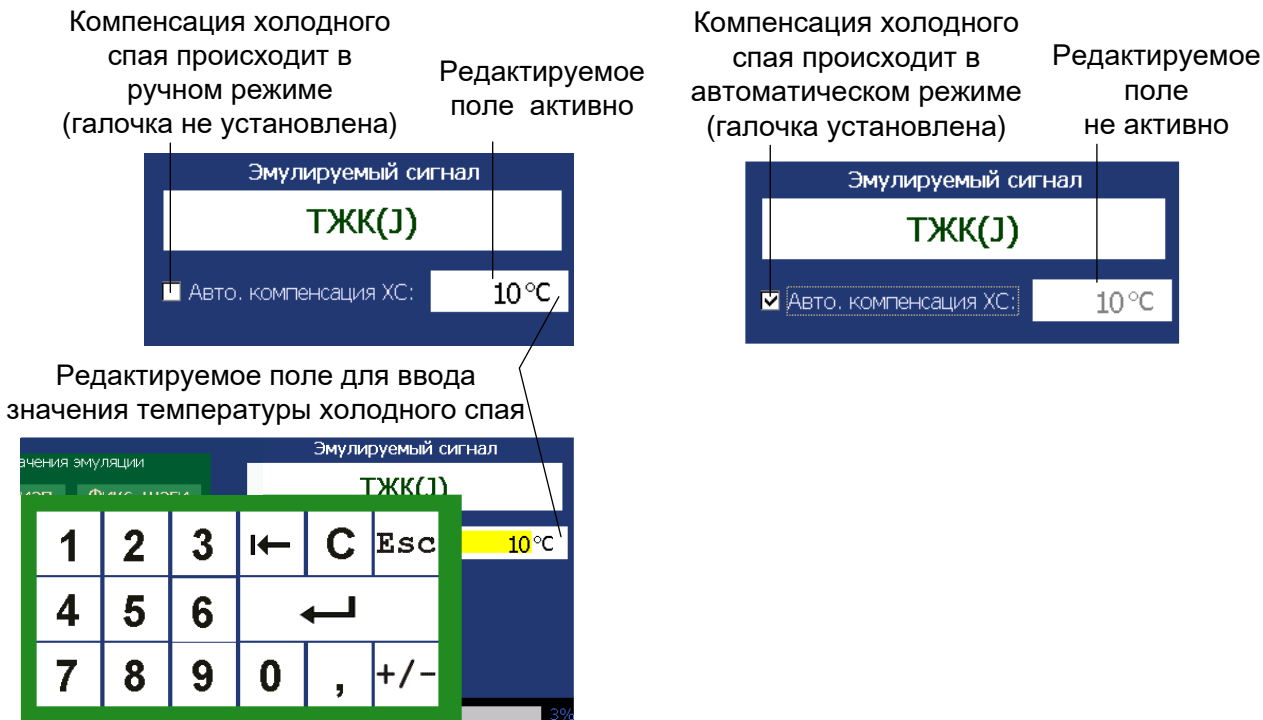 Компенсация холодного
спая происходит в
ручном режиме
(галочка не установлена)
Редактируемое
поле активно
Эмулируемый сигнал
ТЖК(J)
Авто. компенсация ХС:
10 °C
Компенсация холодного
спая происходит в
автоматическом режиме
(галочка установлена)
Редактируемое
поле
не активно
Эмулируемый сигнал
ТЖК(J)
Авто. компенсация ХС:
10 °C
Редактируемое поле для ввода
значения температуры холодного спая
эмуляции
Эмулируемый сигнал
ТЖК(J)
10 °C
1 2 3 C Esc
4 5 6
7 8 9 0 , +/-
3%